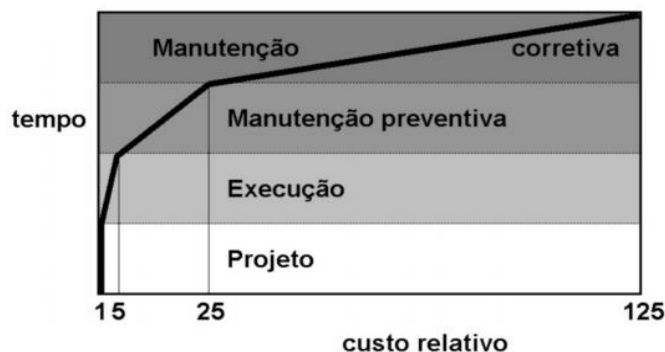 Manutenção corretiva
tempo
Manutenção preventiva
Execução
Projeto
1 5 25 125
custo relativo